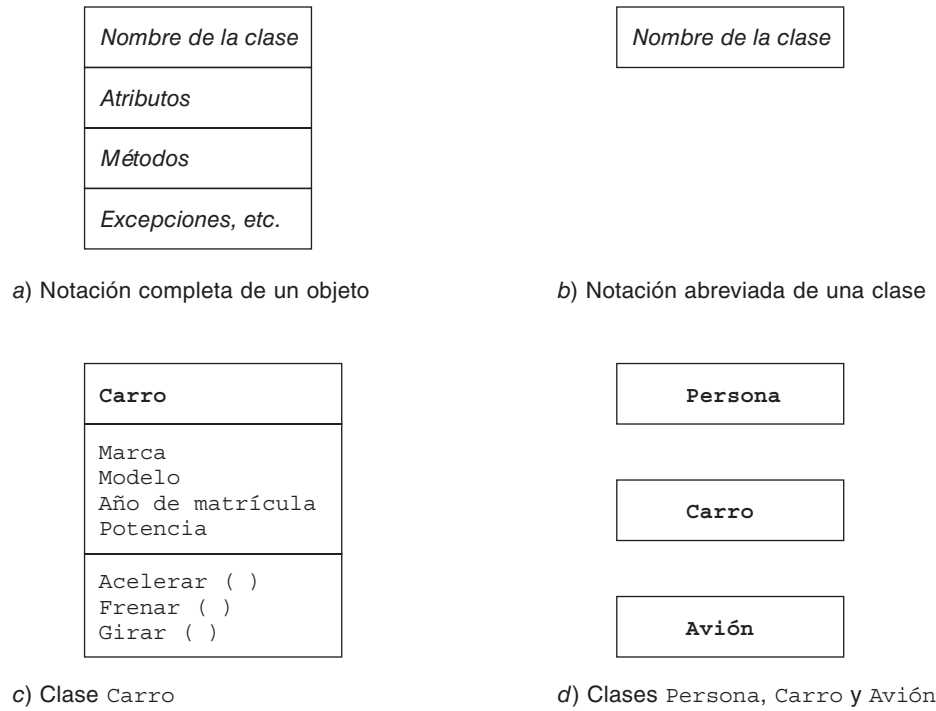 Nombre de la clase
Atributos
Métodos
Excepciones, etc.
a) Notación completa de un objeto
Nombre de la clase
b) Notación abreviada de una clase
Carro
Marca
Modelo
Año de matrícula
Potencia
Acelerar ( )
Frenar ( )
Girar ( )
c) Clase Carro
Persona
Carro
Avión
d) Clases Persona, Carro y Avión